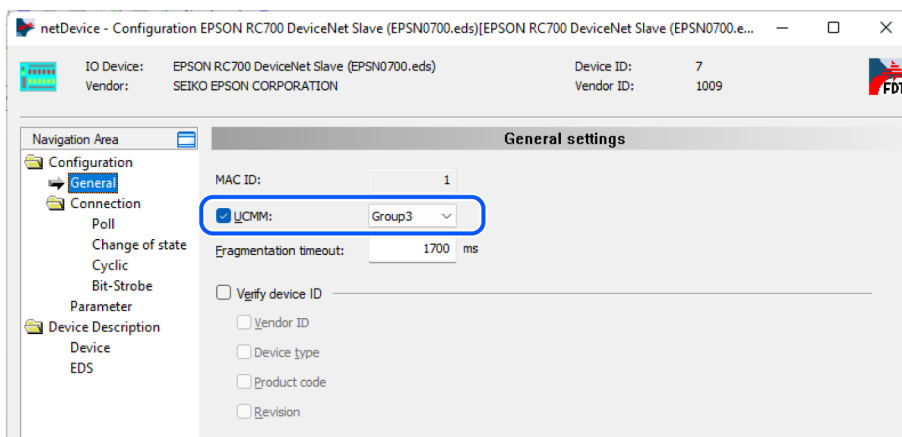 netDevice - Configuration EPSON RC700 DeviceNet Slave (EPSN0700.eds)[EPSON RC700 DeviceNet Slave (EPSN0700.e...
IO Device: EPSON RC700 DeviceNet Slave (EPSN0700.eds) Device ID: 7
Vendor: SEIKO EPSON CORPORATION Vendor ID: 1009
FDT
Navigation Area
Configuration
General
Connection
Poll
Change of state
Cyclic
Bit-Strobe
Parameter
Device Description
Device
EDS
General settings
MAC ID: 1
UCMM: Group3
Fragmentation timeout: 1700 ms
Verify device ID
Vendor ID
Device type
Product code
Revision